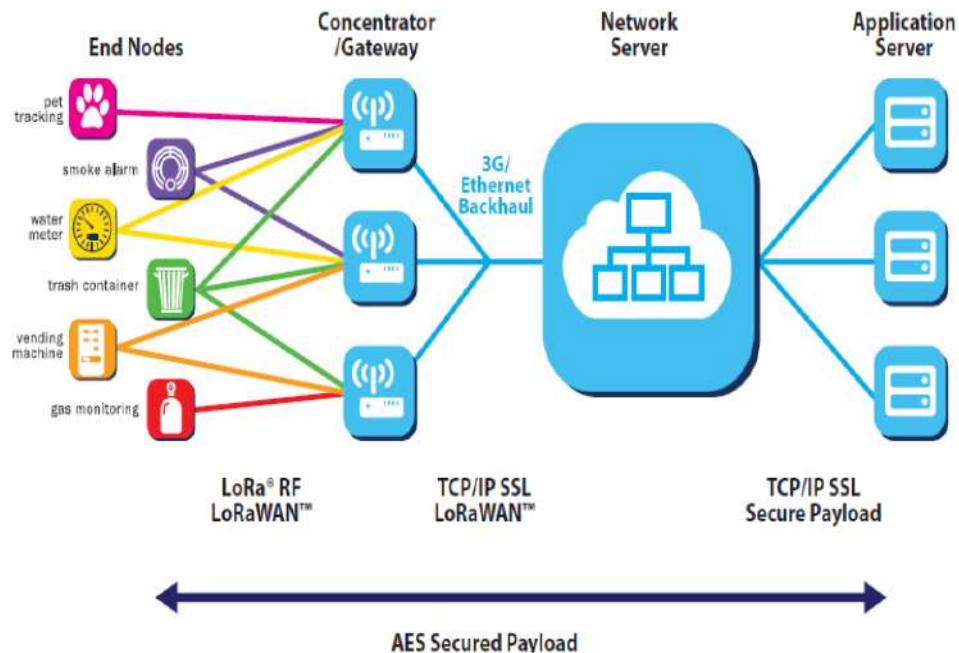 End Nodes
Concentrator
/Gateway
Network
Server
Application
Server
pet
tracking
smoke alarm
water
meter
trash container
vending
machine
gas monitoring
3G/
Ethernet
Backhaul
LoRa® RF
LoRaWAN™
TCP/IP SSL
LoRaWAN™
TCP/IP SSL
Secure Payload
AES Secured Payload